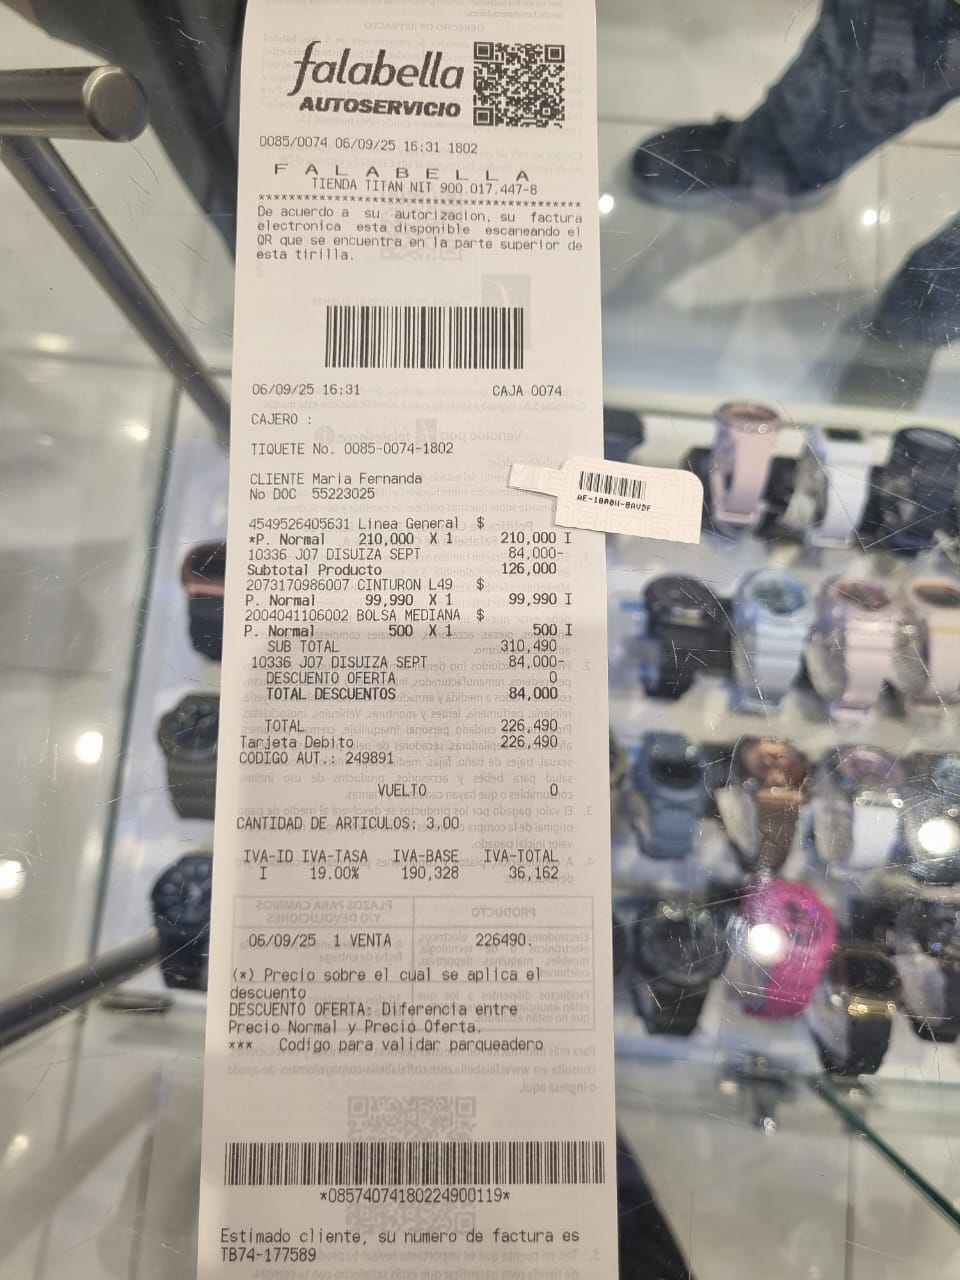 falabella
AUTOSERVICIO
0085/0074 06/09/25 16:31 1802
F A L A B E L L A
TIENDA TITAN NIT 900.017.447-8
****************************************
De acuerdo a su autorizacion, su factura
electronica esta disponible escaneando el
QR que se encuentra en la parte superior de
esta tirilla.
06/09/25 16:31 CAJA 0074
CAJERO :
TIQUETE No. 0085-0074-1802
CLIENTE Maria Fernanda
No DOC 55223025
4549526405631 Linea General $
*P. Normal 210,000 X 1 210,000 I
10336 J07 DISUIZA SEPT 84,000-
Subtotal Producto 126,000
2073170986007 CINTURON L49 $
P. Normal 99,990 X 1 99,990 I
2004041106002 BOLSA MEDIANA $
P. Normal 500 X 1 500 I
SUB TOTAL 310,490
10336 J07 DISUIZA SEPT 84,000-
DESCUENTO OFERTA 0
TOTAL DESCUENTOS 84,000
TOTAL 226,490
Tarjeta Debito 226,490
CODIGO AUT.: 249891
VUELTO 0
CANTIDAD DE ARTICULOS: 3.00
IVA-ID IVA-TASA IVA-BASE IVA-TOTAL
I 19.00% 190,328 36,162
06/09/25 1 VENTA 226490.
(*) Precio sobre el cual se aplica el
descuento
DESCUENTO OFERTA: Diferencia entre
Precio Normal y Precio Oferta.
*** Codigo para validar parqueadero
*08574074180224900119*
Estimado cliente, su numero de factura es
TB74-177589
AE-1000H-8AVDF